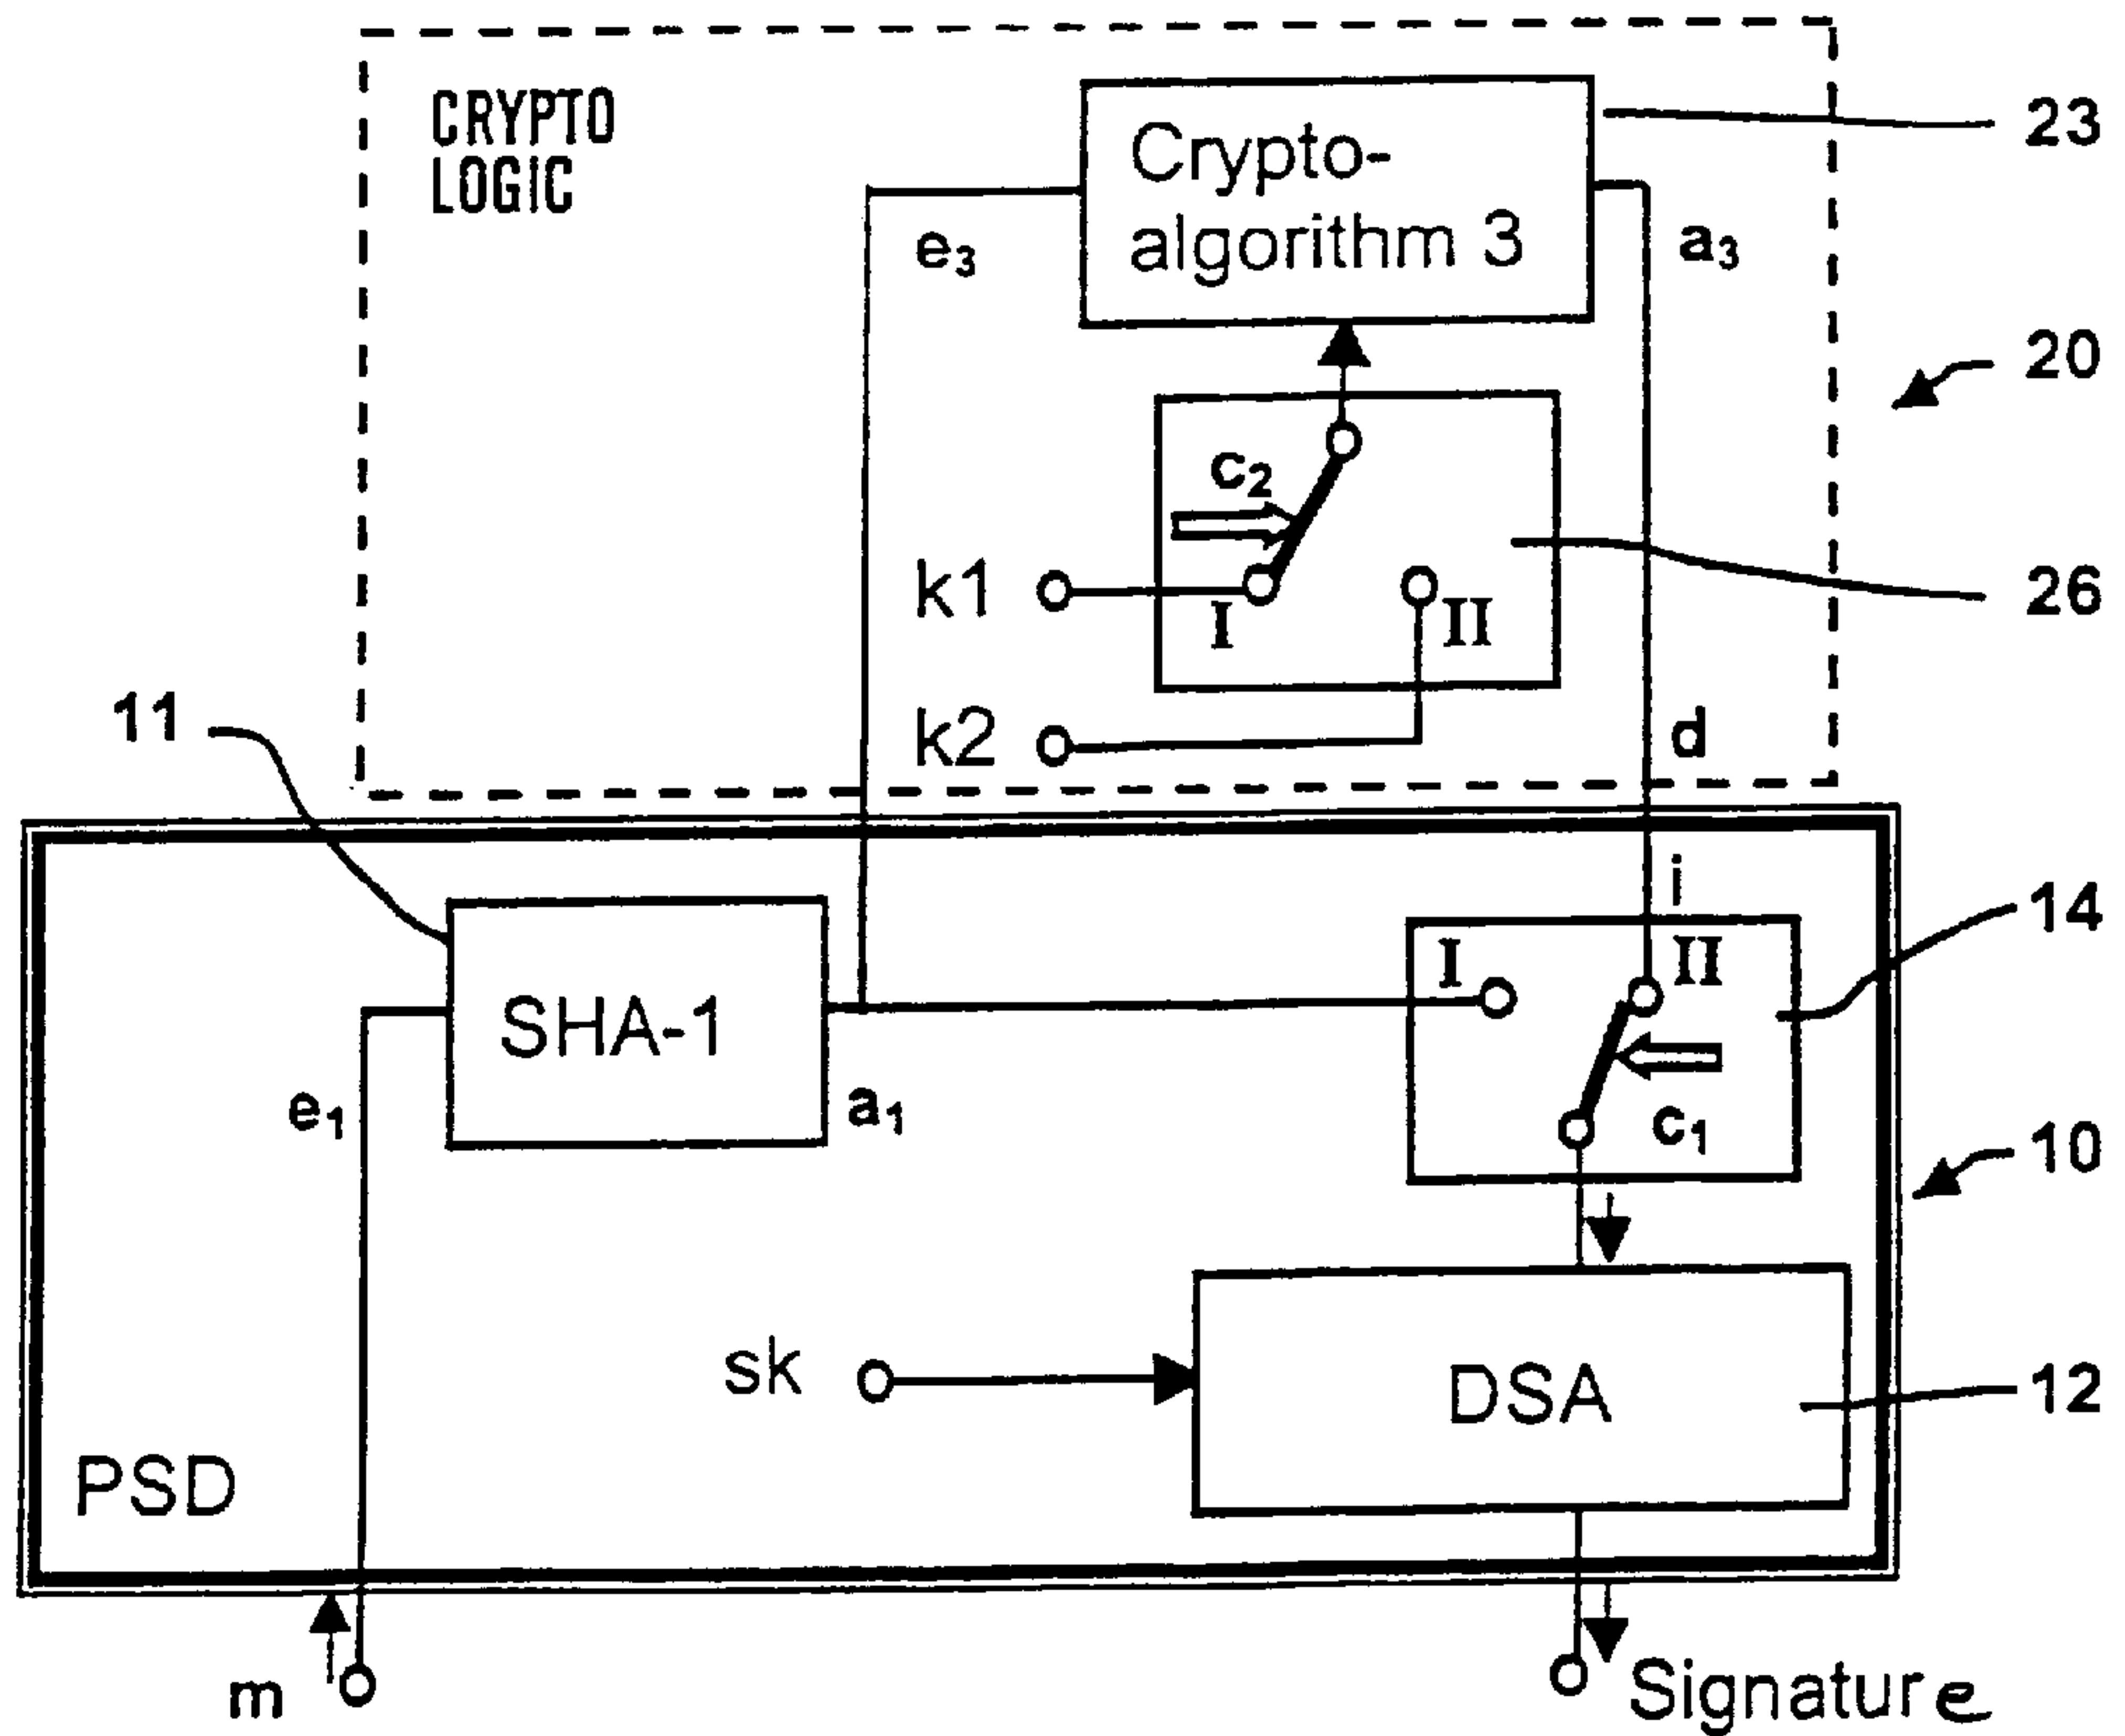 CRYPTO
LOGIC
Crypto-
algorithm 3
23
e3
a3
20
c2
k1
I
II
26
11
k2
d
i
14
I
II
SHA-1
e1
a1
c1
10
sk
DSA
12
PSD
m
Signature